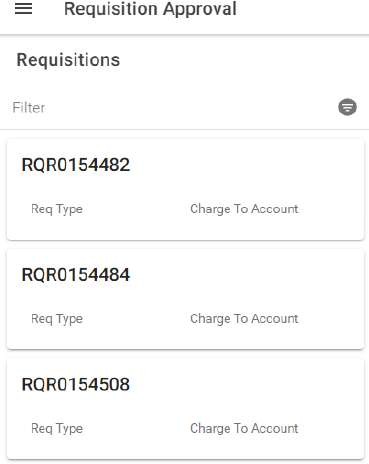 Requisition Approval
Requisitions
Filter
RQR0154482
Req Type Charge To Account
RQR0154484
Req Type Charge To Account
RQR0154508
Req Type Charge To Account